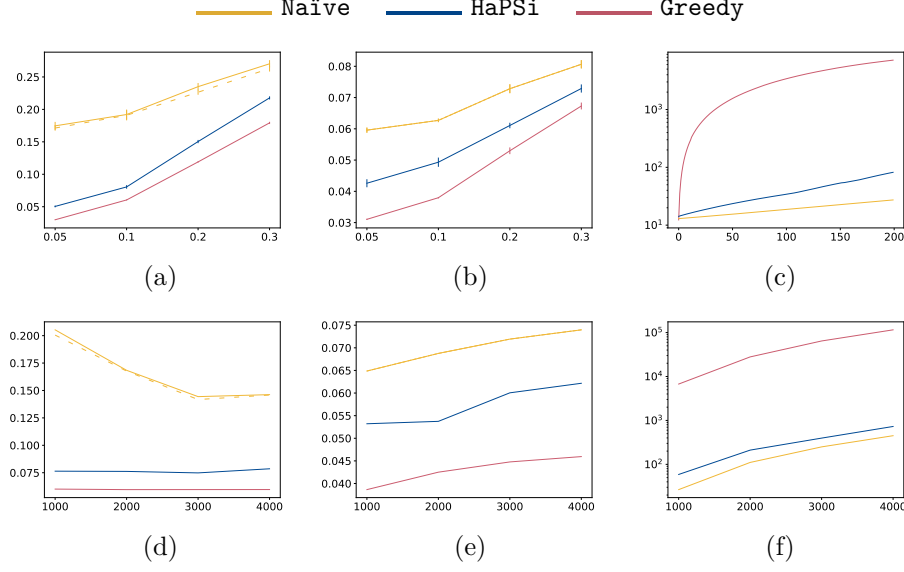 Naïve HaPSi Greedy
0.25
0.20
0.15
0.10
0.05
0.05 0.1 0.2 0.3
(a)
0.08
0.07
0.06
0.05
0.04
0.03
0.05 0.1 0.2 0.3
(b)
10³
10²
10¹
0 50 100 150 200
(c)
0.200
0.175
0.150
0.125
0.100
0.075
1000 2000 3000 4000
(d)
0.075
0.070
0.065
0.060
0.055
0.050
0.045
0.040
1000 2000 3000 4000
(e)
10⁵
10⁴
10³
10²
1000 2000 3000 4000
(f)